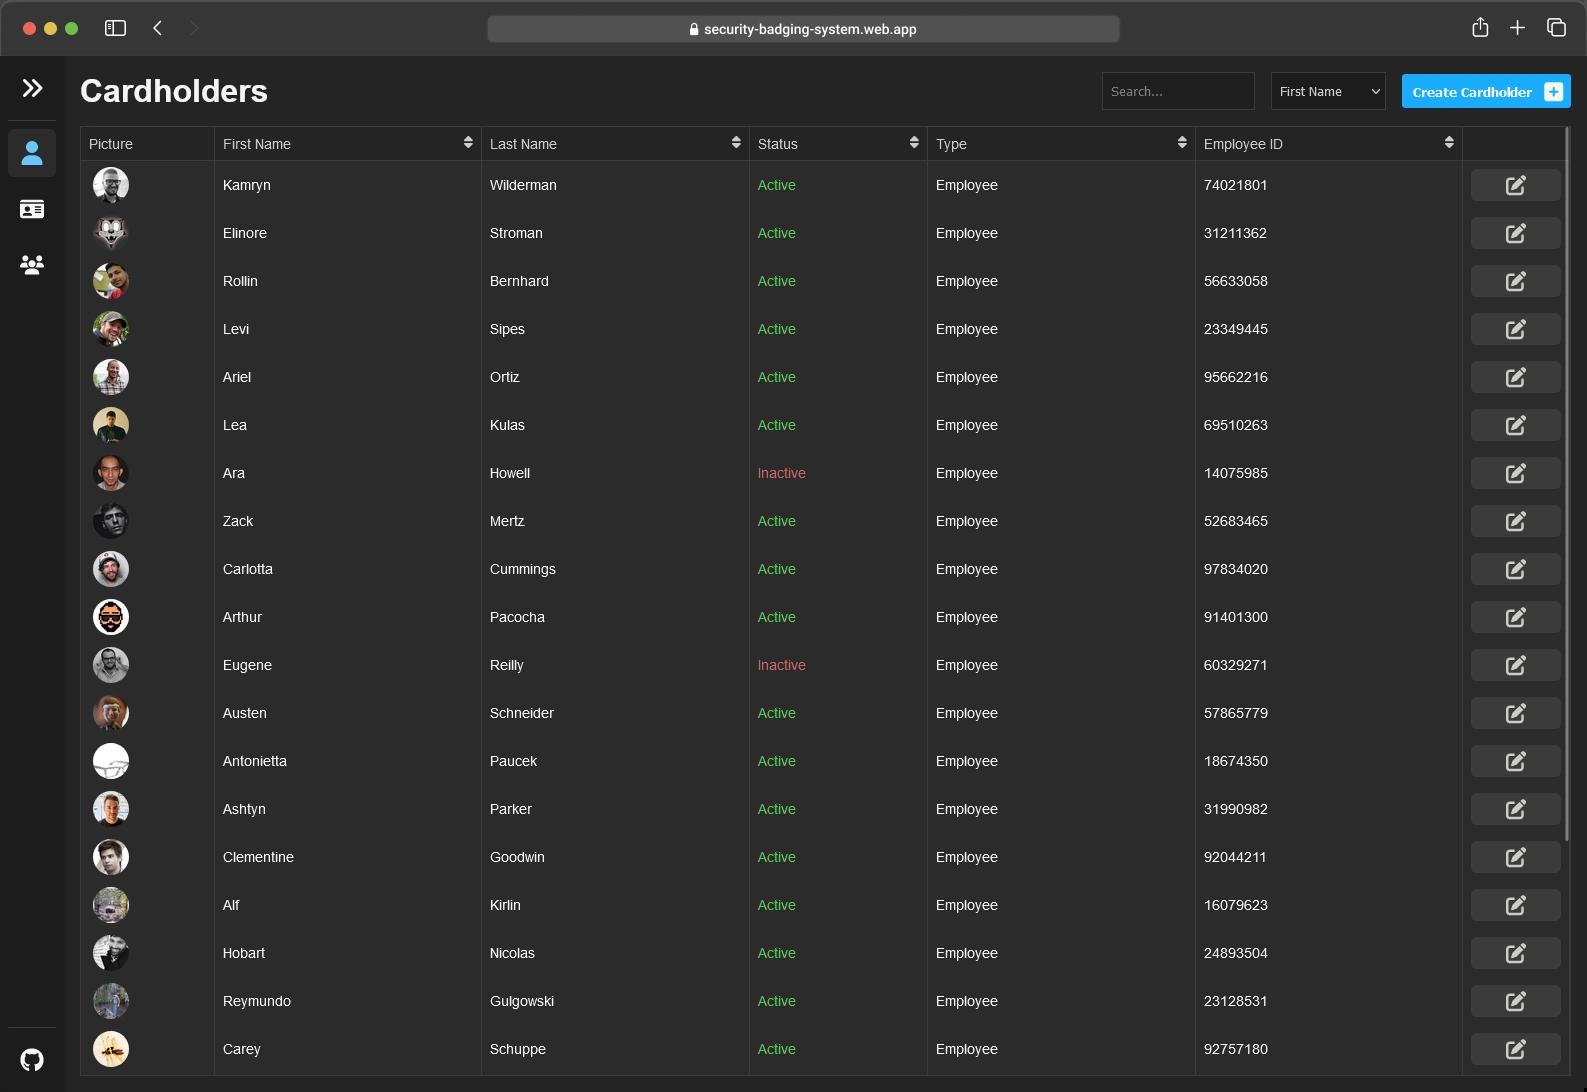 security-badging-system.web.app
Cardholders
Search... First Name Create Cardholder
Picture First Name Last Name Status Type Employee ID
Kamryn Wilderman Active Employee 74021801
Elinore Stroman Active Employee 31211362
Rollin Bernhard Active Employee 56633058
Levi Sipes Active Employee 23349445
Ariel Ortiz Active Employee 95662216
Lea Kulas Active Employee 69510263
Ara Howell Inactive Employee 14075985
Zack Mertz Active Employee 52683465
Carlotta Cummings Active Employee 97834020
Arthur Pacocha Active Employee 91401300
Eugene Reilly Inactive Employee 60329271
Austen Schneider Active Employee 57865779
Antonietta Paucek Active Employee 18674350
Ashtyn Parker Active Employee 31990982
Clementine Goodwin Active Employee 92044211
Alf Kirlin Active Employee 16079623
Hobart Nicolas Active Employee 24893504
Reymundo Gulgowski Active Employee 23128531
Carey Schuppe Active Employee 92757180